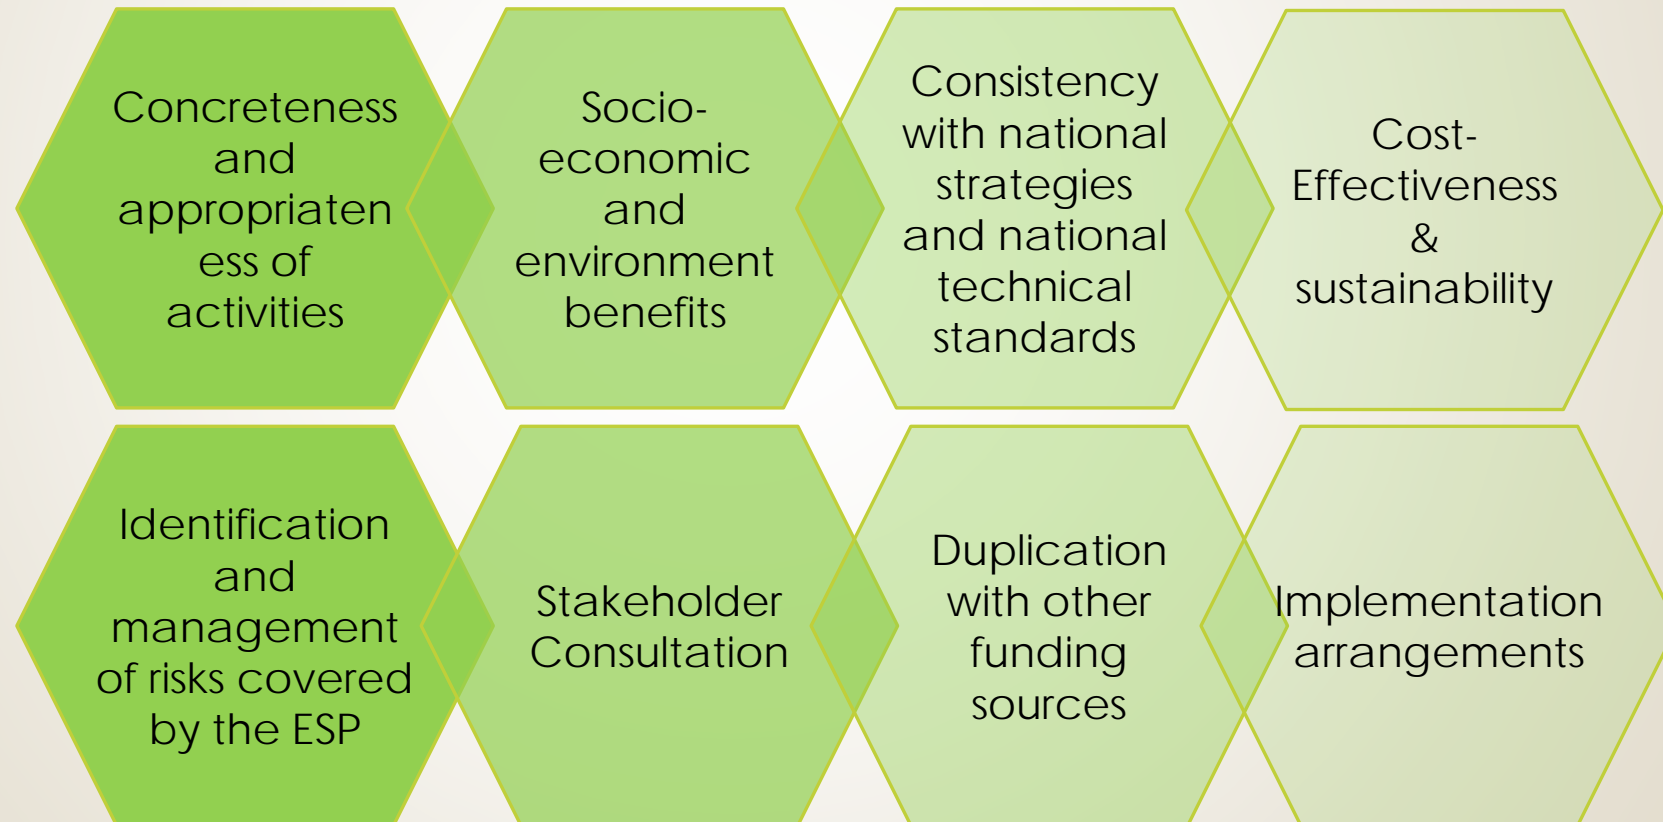 Concreteness
and
appropriaten
ess of
activities
Socio-
economic
and
environment
benefits
Consistency
with national
strategies
and national
technical
standards
Cost-
Effectiveness
&
sustainability
Identification
and
management
of risks covered
by the ESP
Stakeholder
Consultation
Duplication
with other
funding
sources
Implementation
arrangements